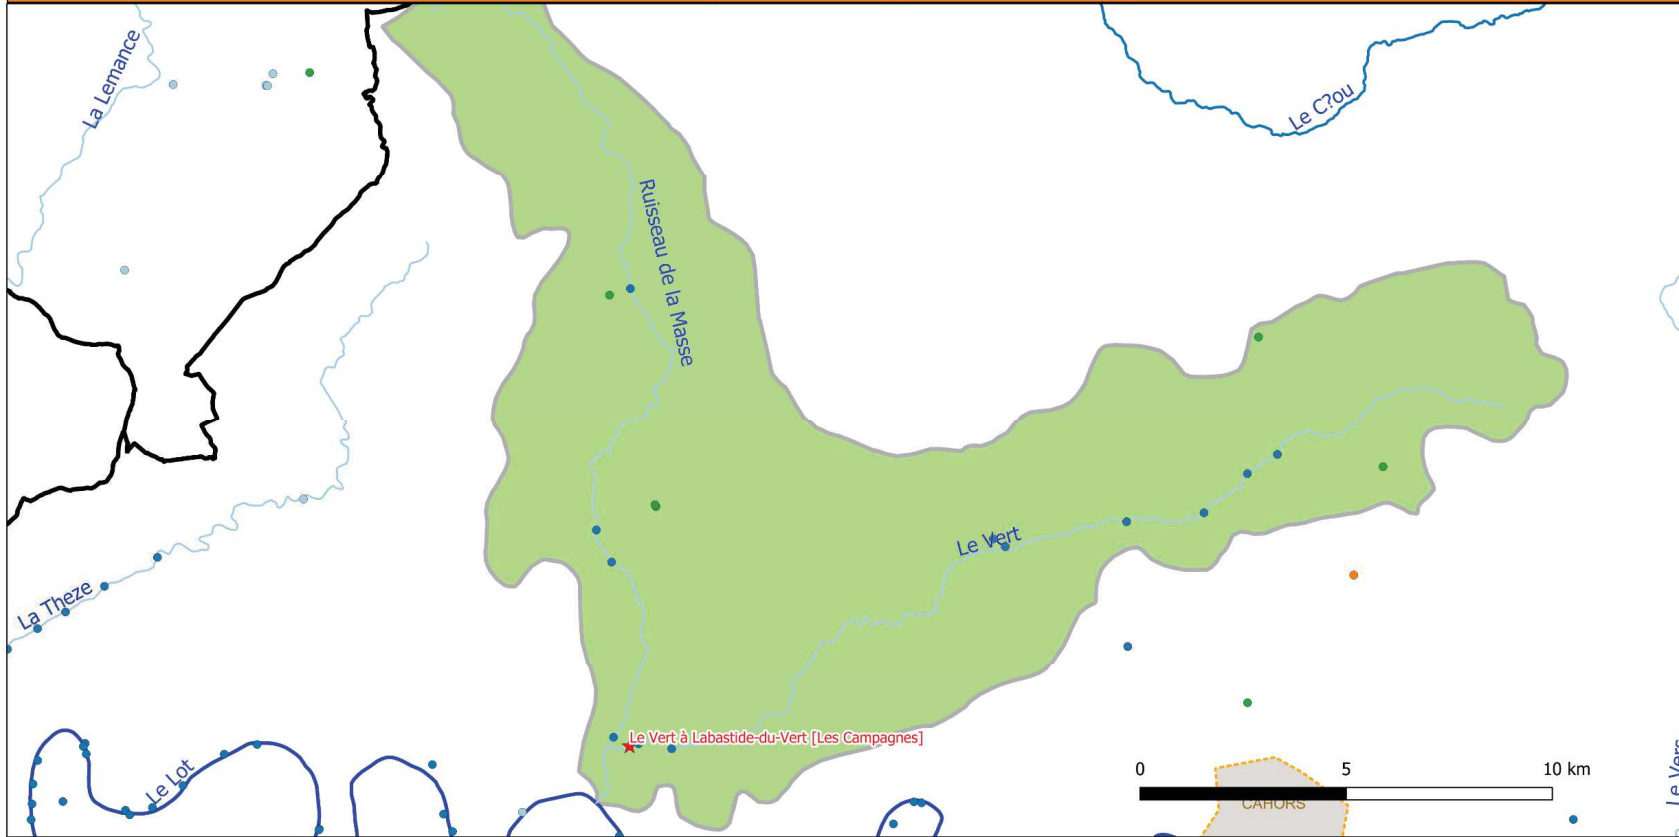 La Lemance
Le C?ou
Ruisseau de la Masse
Le Vert
La Theze
Le Vert à Labastide-du-Vert [Les Campagnes]
Le Lot
0 5 10 km
CAHORS
Le Vers